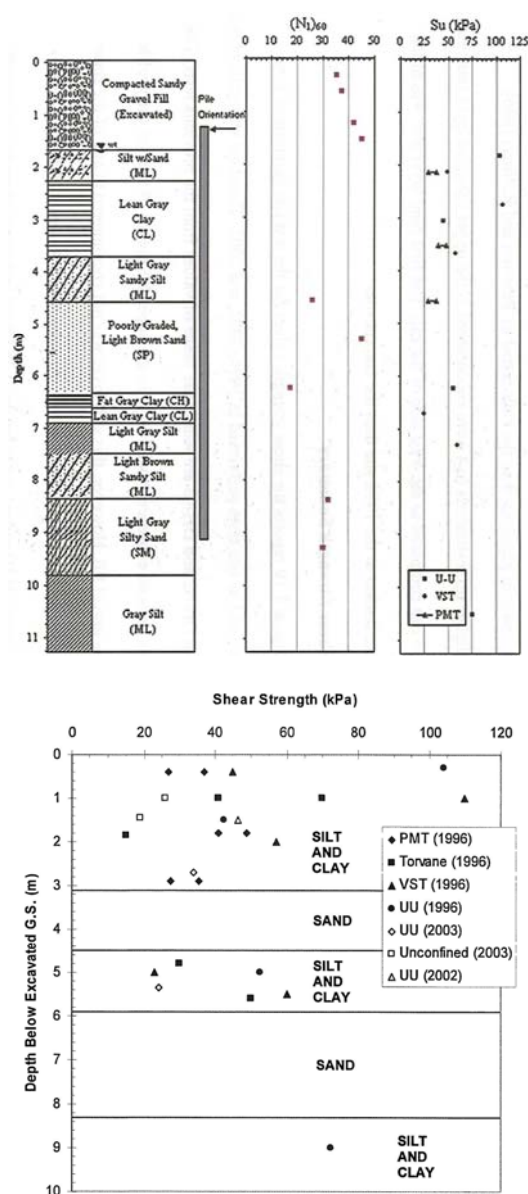 (N1)60
Su (kPa)
0 10 20 30 40 50
0 25 50 75 100 125
Depth (m)
0
1
2
3
4
5
6
7
8
9
10
11
Compacted Sandy
Gravel Fill
(Excavated)
Pile
Orientation
wt
Silt w/Sand
(ML)
Lean Gray
Clay
(CL)
Light Gray
Sandy Silt
(ML)
Poorly Graded,
Light Brown Sand
(SP)
Fat Gray Clay (CH)
Lean Gray Clay (CL)
Light Gray Silt
(ML)
Light Brown
Sandy Silt
(ML)
Light Gray
Silty Sand
(SM)
Gray Silt
(ML)
U-U
VST
PMT
Shear Strength (kPa)
0 20 40 60 80 100 120
Depth Below Excavated G.S. (m)
0
1
2
3
4
5
6
7
8
9
10
SILT
AND
CLAY
SAND
SILT
AND
CLAY
SAND
SILT
AND
CLAY
PMT (1996)
Torvane (1996)
VST (1996)
UU (1996)
UU (2003)
Unconfined (2003)
UU (2002)